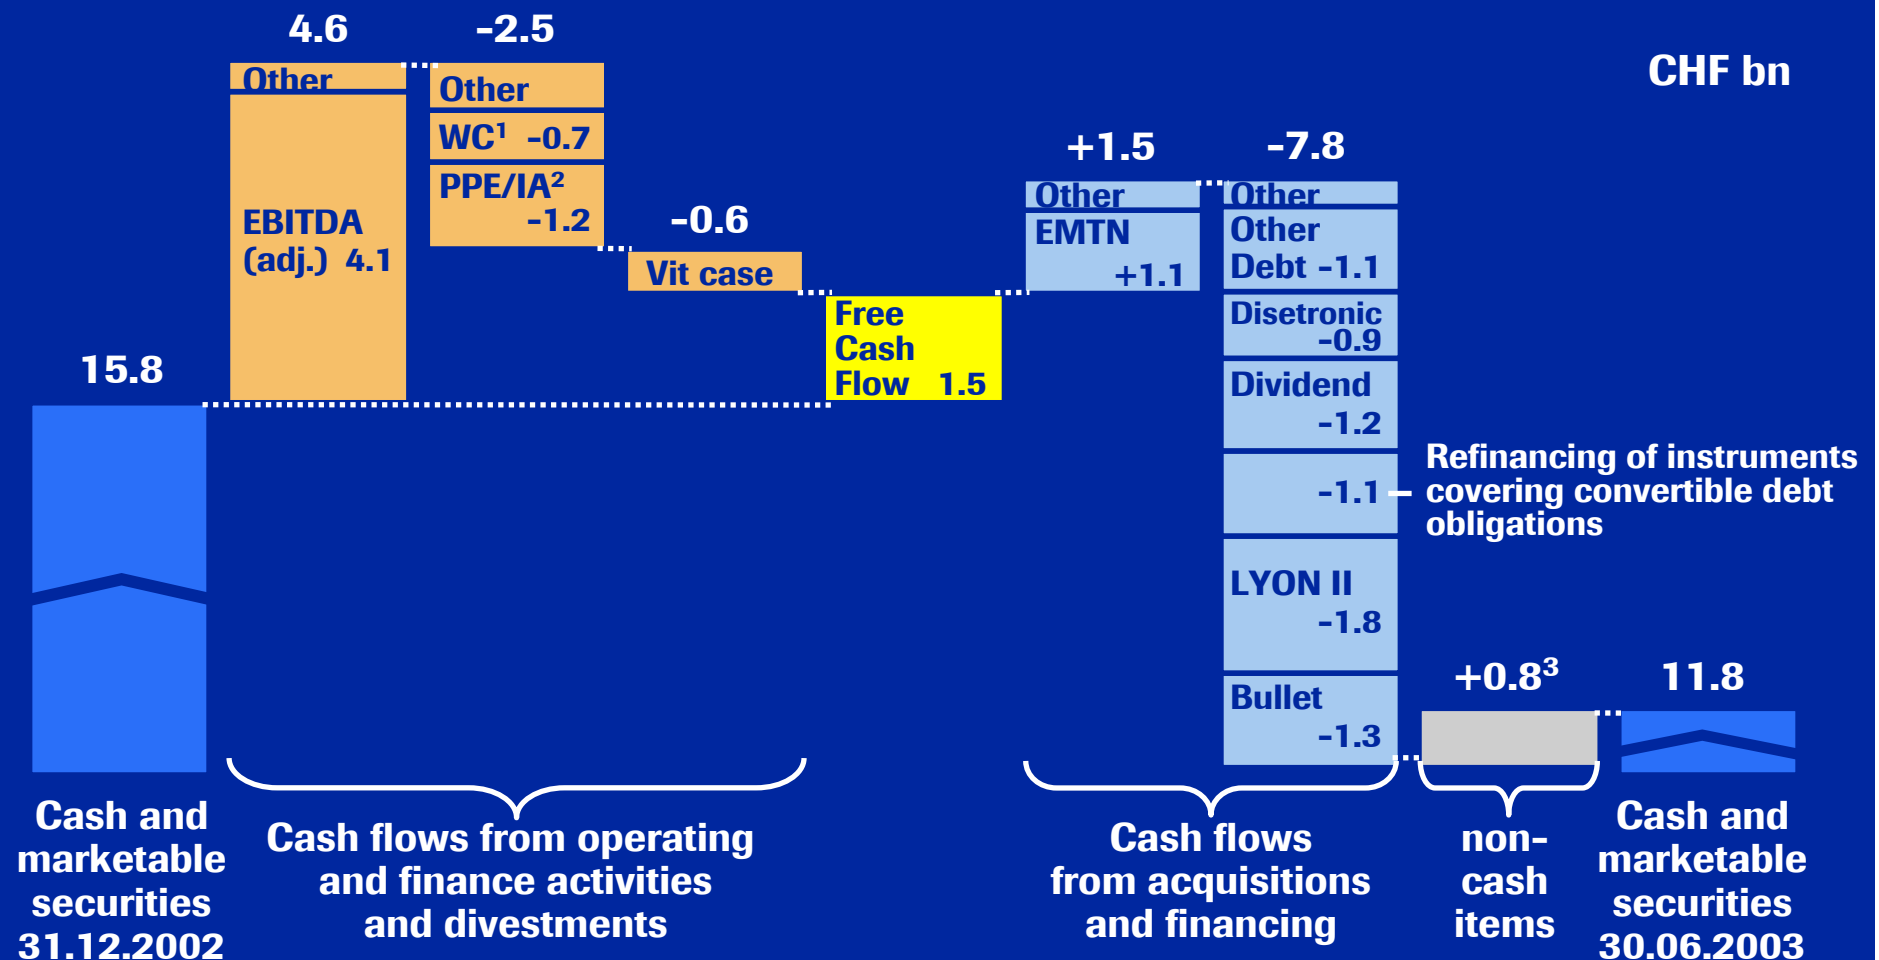 CHF bn
15.8
4.6
Other
EBITDA
(adj.) 4.1
-2.5
Other
WC¹ -0.7
PPE/IA²
-1.2
-0.6
Vit case
Free
Cash
Flow 1.5
+1.5
Other
EMTN
+1.1
-7.8
Other
Other
Debt -1.1
Disetronic
-0.9
Dividend
-1.2
-1.1
Refinancing of instruments
covering convertible debt
obligations
LYON II
-1.8
Bullet
-1.3
+0.8³
11.8
Cash and
marketable
securities
31.12.2002
Cash flows from operating
and finance activities
and divestments
Cash flows
from acquisitions
and financing
non-
cash
items
Cash and
marketable
securities
30.06.2003